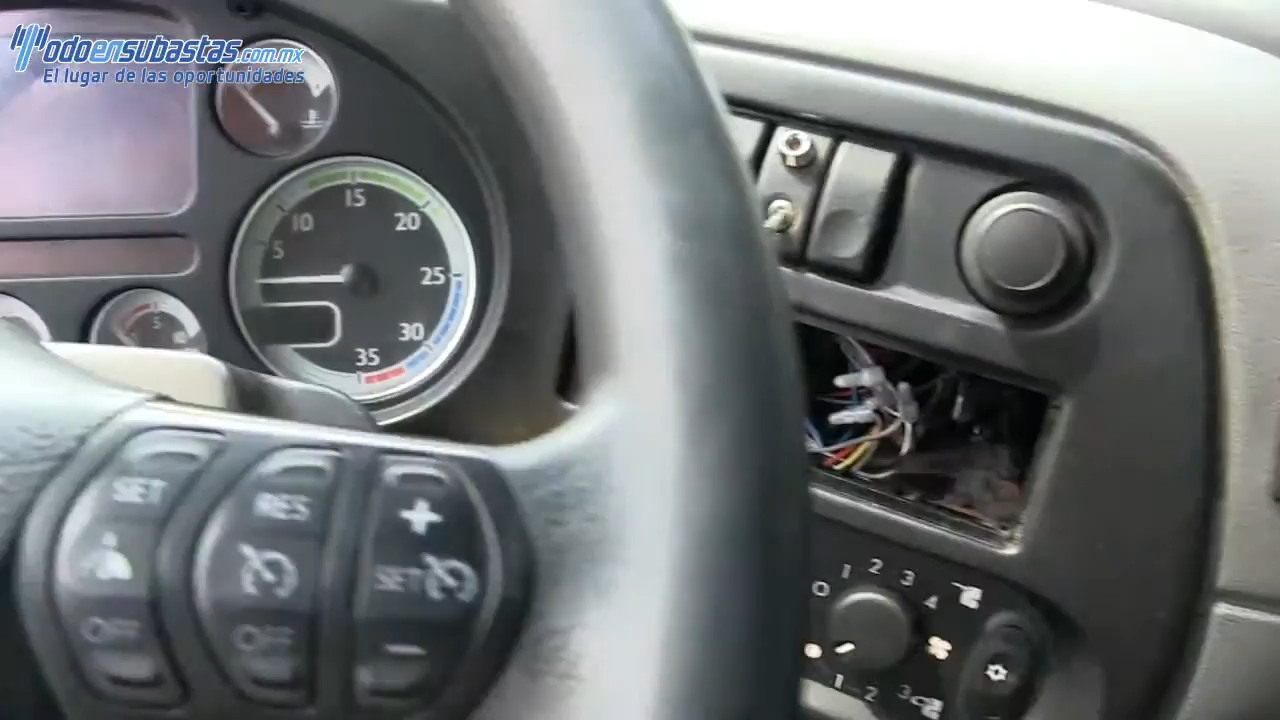 Todoensubastas.com.mx
El lugar de las oportunidades
5
10
15
20
25
30
35
5
SET
OFF
RES
OFF
+
SET
-
0 1 2 3 4
1 2 3